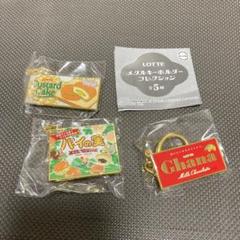 Custard
Cake
LOTTE
メタルキーホルダー
コレクション
全5種
パイの実
Ghana
Milk Chocolate